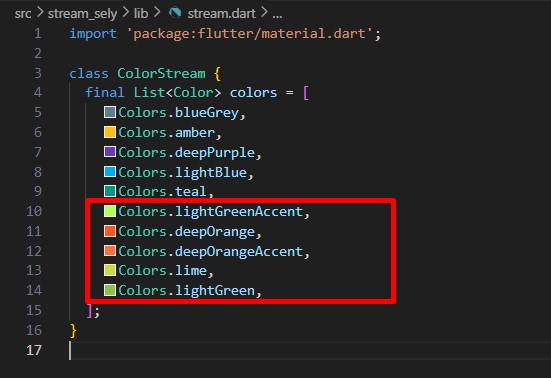 src > stream_sely > lib > stream.dart > ...
1 import 'package:flutter/material.dart';
2
3 class ColorStream {
4 final List<Color> colors = [
5 Colors.blueGrey,
6 Colors.amber,
7 Colors.deepPurple,
8 Colors.lightBlue,
9 Colors.teal,
10 Colors.lightGreenAccent,
11 Colors.deepOrange,
12 Colors.deepOrangeAccent,
13 Colors.lime,
14 Colors.lightGreen,
15 ];
16 }
17